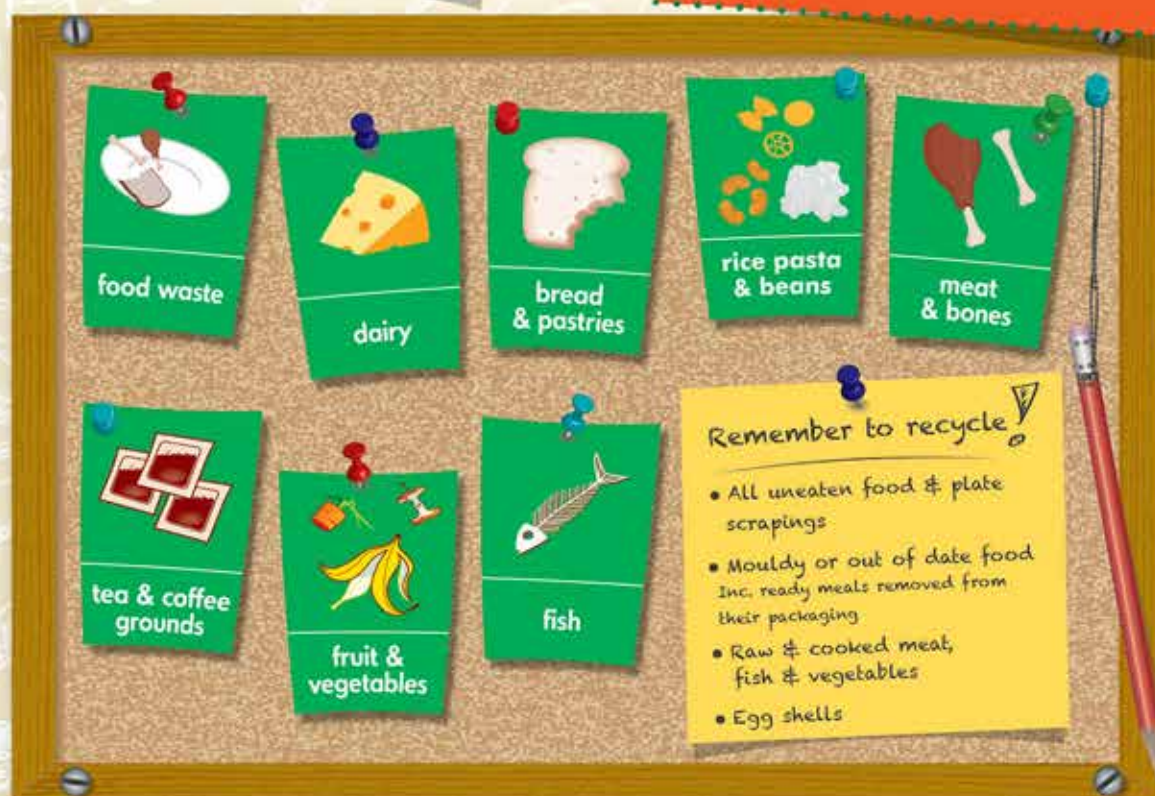 food waste
dairy
bread
& pastries
rice pasta
& beans
meat
& bones
tea & coffee
grounds
fruit &
vegetables
fish
Remember to recycle!
• All uneaten food & plate
scrapings
• Mouldy or out of date food
Inc. ready meals removed from
their packaging
• Raw & cooked meat,
fish & vegetables
• Egg shells